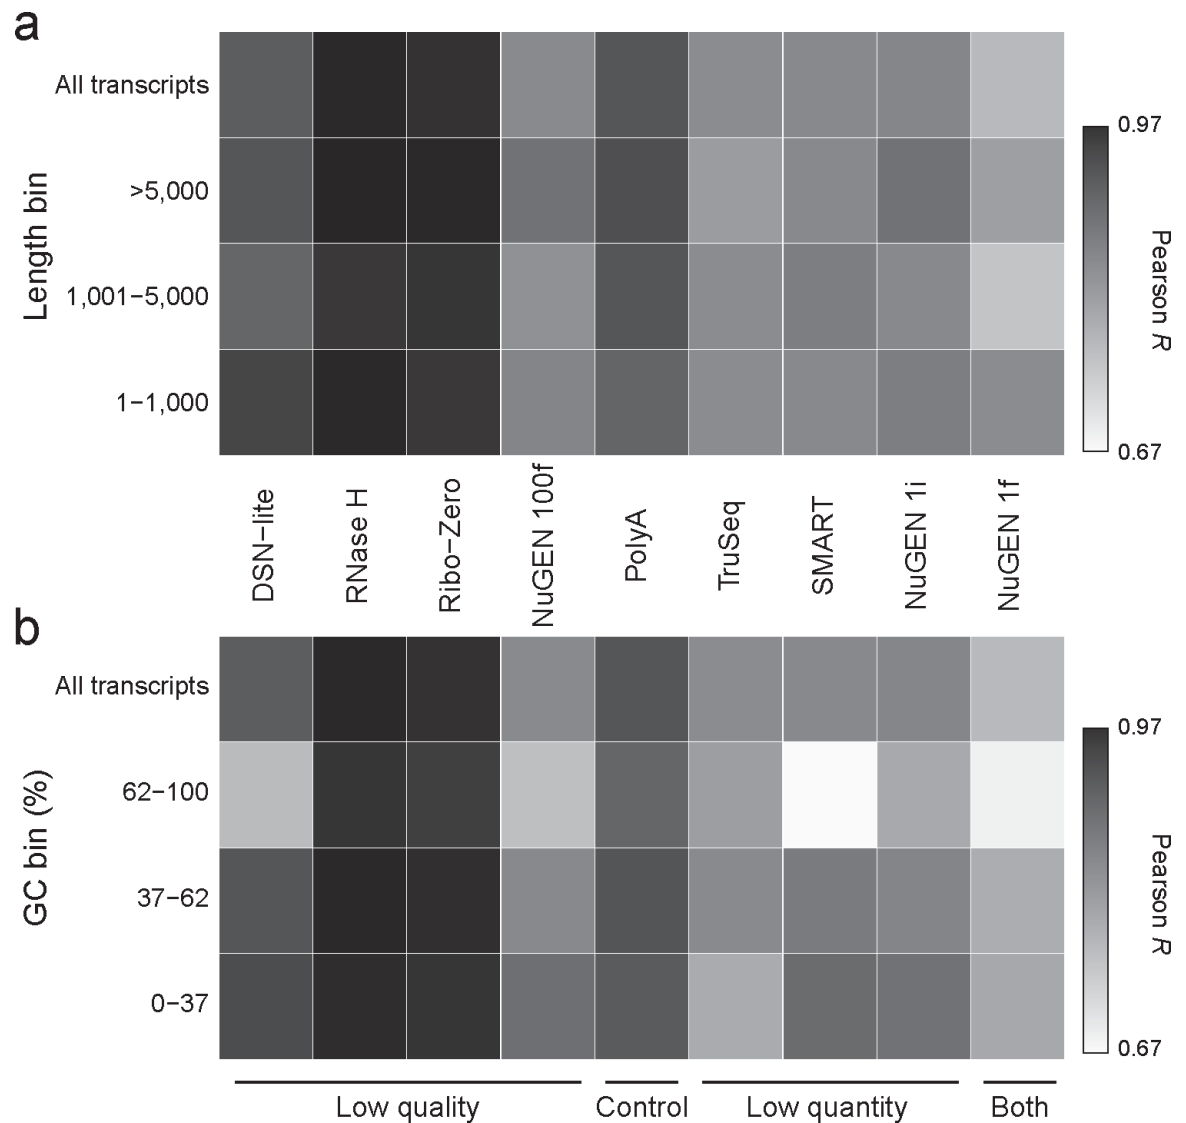 a
All transcripts
>5,000
1,001−5,000
1−1,000
Length bin
0.97
0.67
Pearson R
DSN−lite
RNase H
Ribo−Zero
NuGEN 100f
PolyA
TruSeq
SMART
NuGEN 1i
NuGEN 1f
b
All transcripts
62−100
37−62
0−37
GC bin (%)
0.97
0.67
Pearson R
Low quality
Control
Low quantity
Both